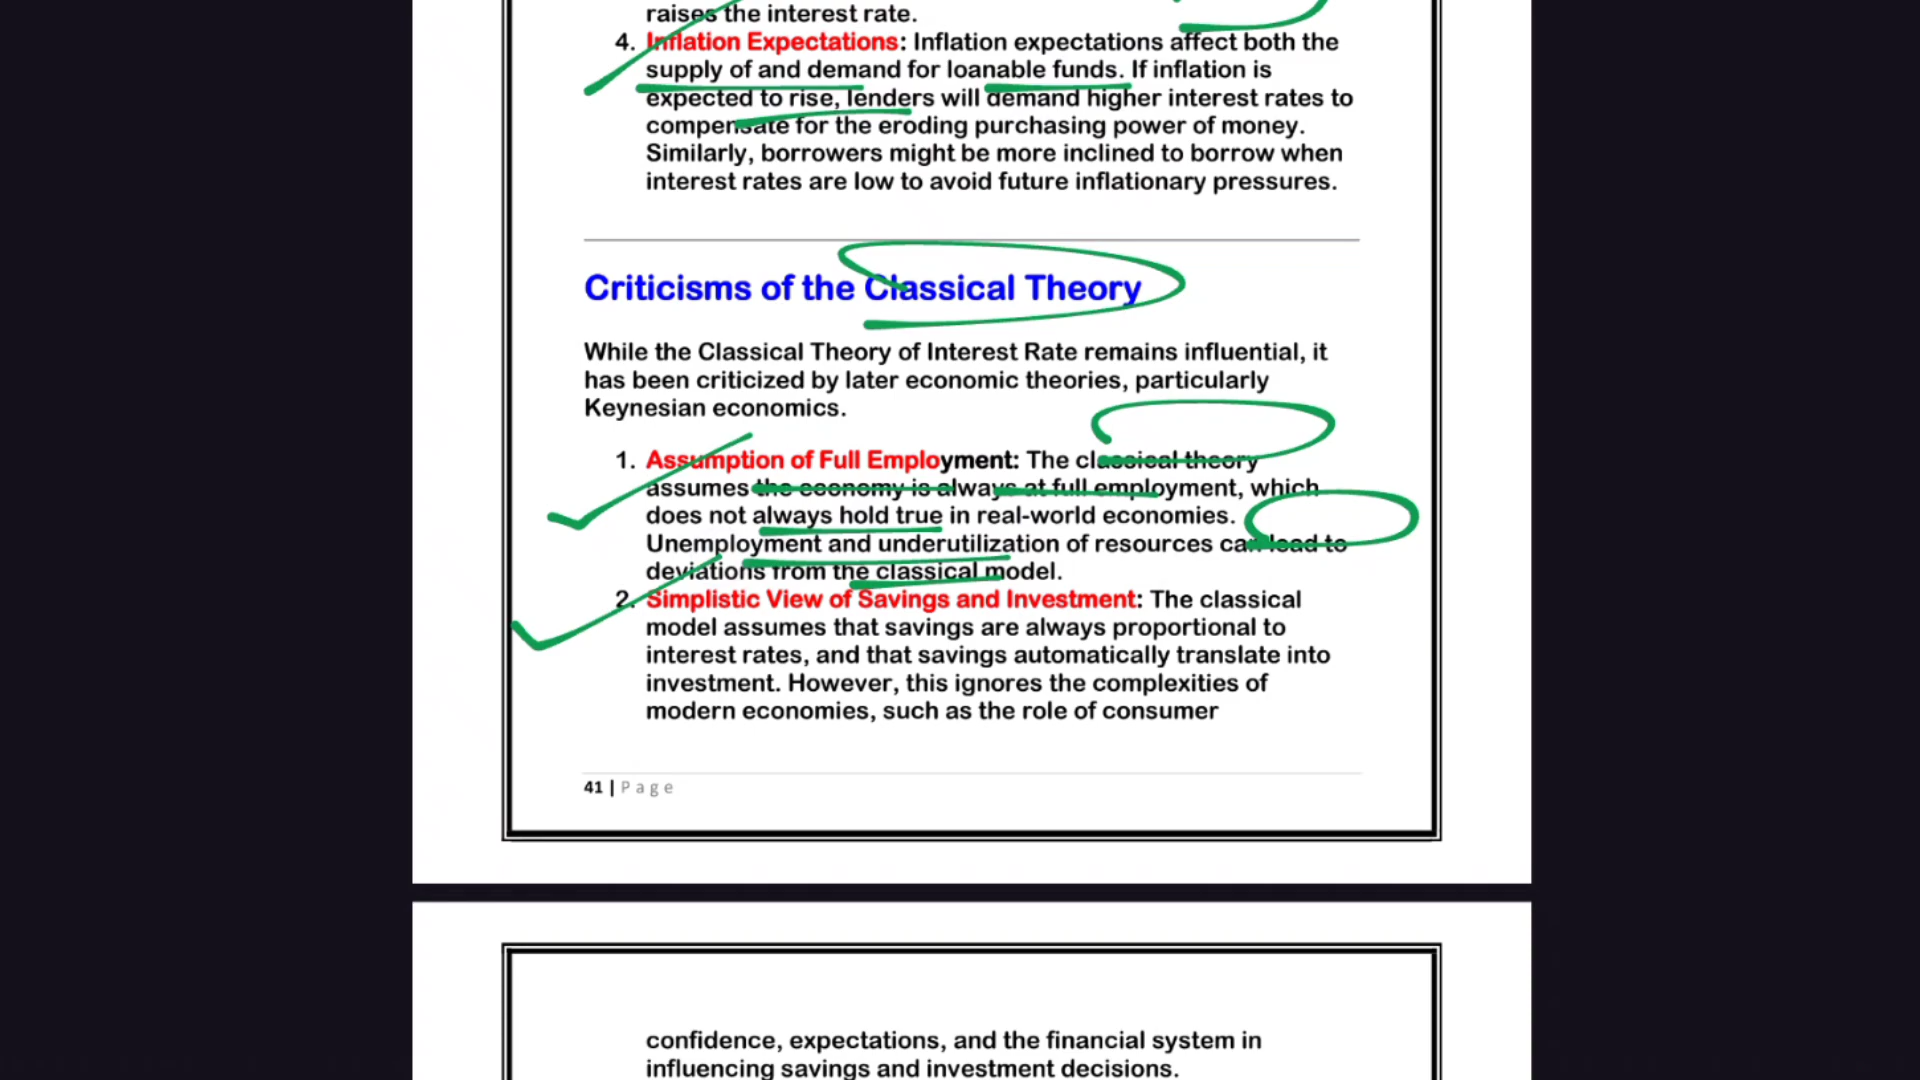 raises the interest rate.
4. Inflation Expectations: Inflation expectations affect both the
supply of and demand for loanable funds. If inflation is
expected to rise, lenders will demand higher interest rates to
compensate for the eroding purchasing power of money.
Similarly, borrowers might be more inclined to borrow when
interest rates are low to avoid future inflationary pressures.
Criticisms of the Classical Theory
While the Classical Theory of Interest Rate remains influential, it
has been criticized by later economic theories, particularly
Keynesian economics.
1. Assumption of Full Employment: The classical theory
assumes the economy is always at full employment, which
does not always hold true in real-world economies.
Unemployment and underutilization of resources can lead to
deviations from the classical model.
2. Simplistic View of Savings and Investment: The classical
model assumes that savings are always proportional to
interest rates, and that savings automatically translate into
investment. However, this ignores the complexities of
modern economies, such as the role of consumer
41 | Page
confidence, expectations, and the financial system in
influencing savings and investment decisions.